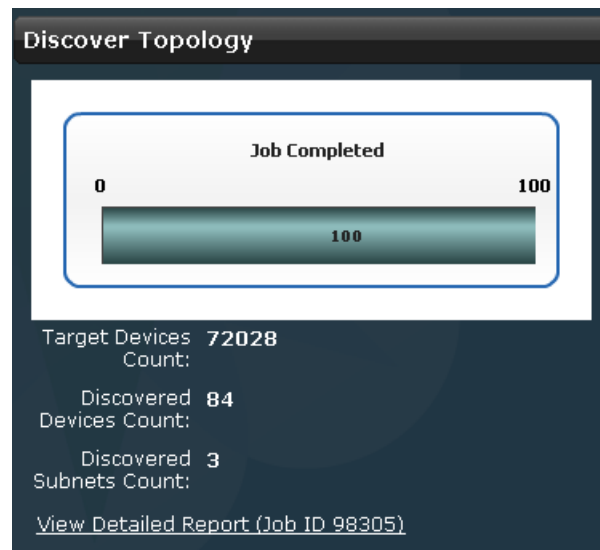 Discover Topology
Job Completed
0 100
100
Target Devices 72028
Count:
Discovered 84
Devices Count:
Discovered 3
Subnets Count:
View Detailed Report (Job ID 98305)